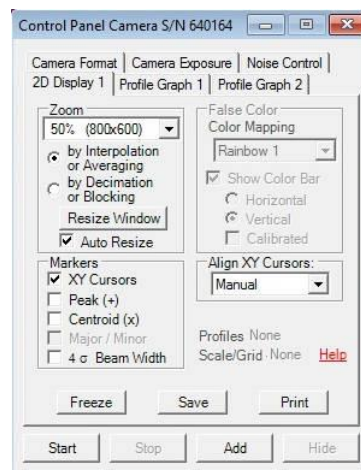 Control Panel Camera S/N 640164
Camera Format Camera Exposure Noise Control
2D Display 1 Profile Graph 1 Profile Graph 2
Zoom
50% (800x600)
by Interpolation
or Averaging
by Decimation
or Blocking
Resize Window
Auto Resize
False Color
Color Mapping
Rainbow 1
Show Color Bar
Horizontal
Vertical
Calibrated
Markers
XY Cursors
Peak (+)
Centroid (x)
Major / Minor
4 σ Beam Width
Align XY Cursors:
Manual
Profiles None
Scale/Grid None Help
Freeze Save Print
Start Stop Add Hide